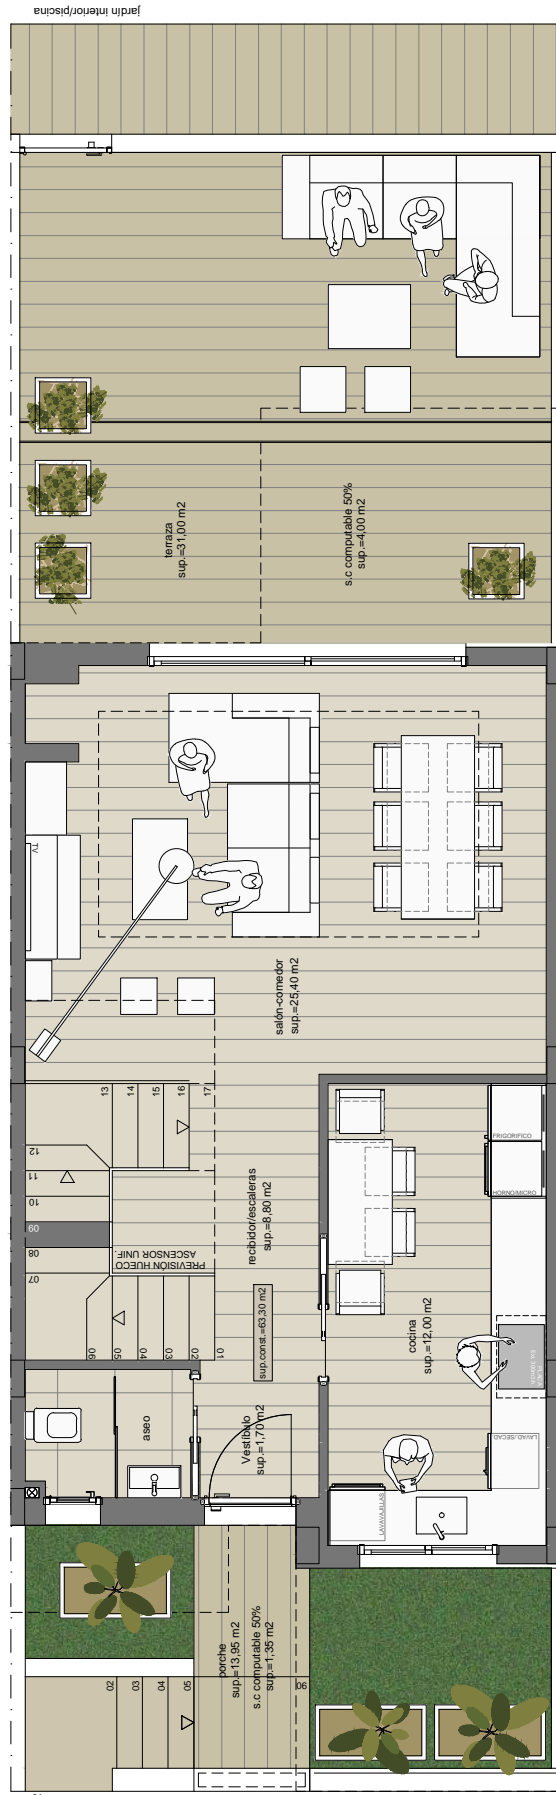 jardín interior/piscina
terraza
sup.=31,00 m2
s.c computable 50%
sup.=4,00 m2
TV
salón-comedor
sup.=25,40 m2
13
14
15
16
17
12
11
10
09
08
07
PREVISIÓN HUECO
ASCENSOR UNIF.
recibidor/escaleras
sup.=8,80 m2
FRIGORIFICO
HORNO/MICRO
06
05
04
03
02
01
sup.const.=63,30 m2
cocina
sup.=12,00 m2
PLACA
aseo
Vestíbulo
sup.=1,70 m2
LAVAD/SECAD.
LAVAVAJILLAS
porche
sup.=13,95 m2
s.c computable 50%
sup.=1,35 m2
02
03
04
05
06